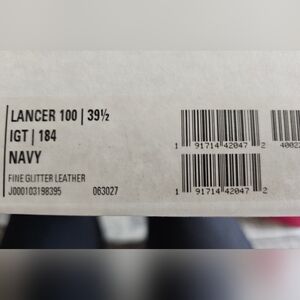 LANCER 100 | 39½
IGT | 184
NAVY
FINE GLITTER LEATHER
J000103198395 063027
1 91714 42047 2
1 91714 42047 2
4002